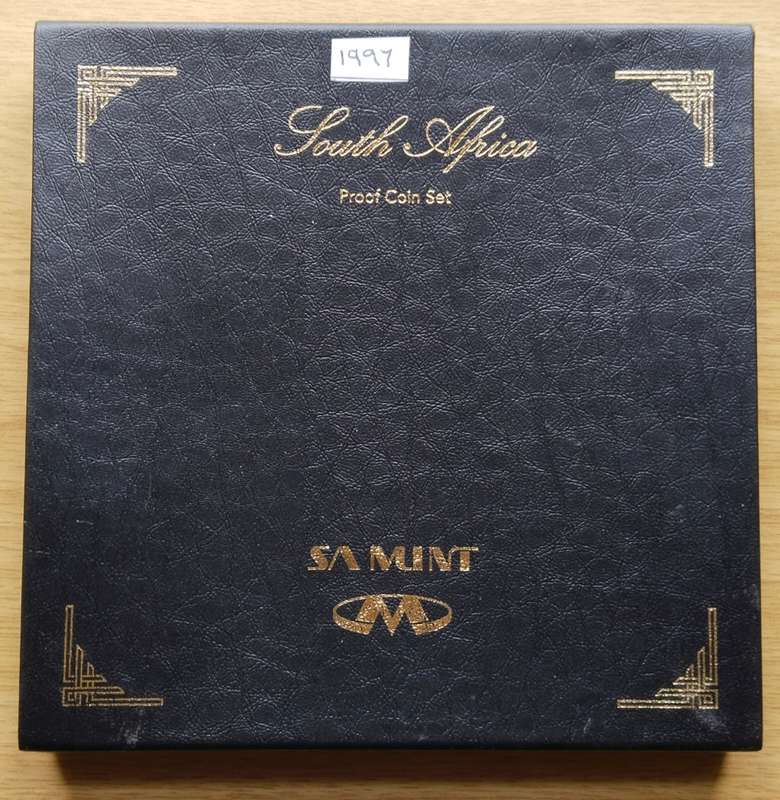 1997
South Africa
Proof Coin Set
SA MINT